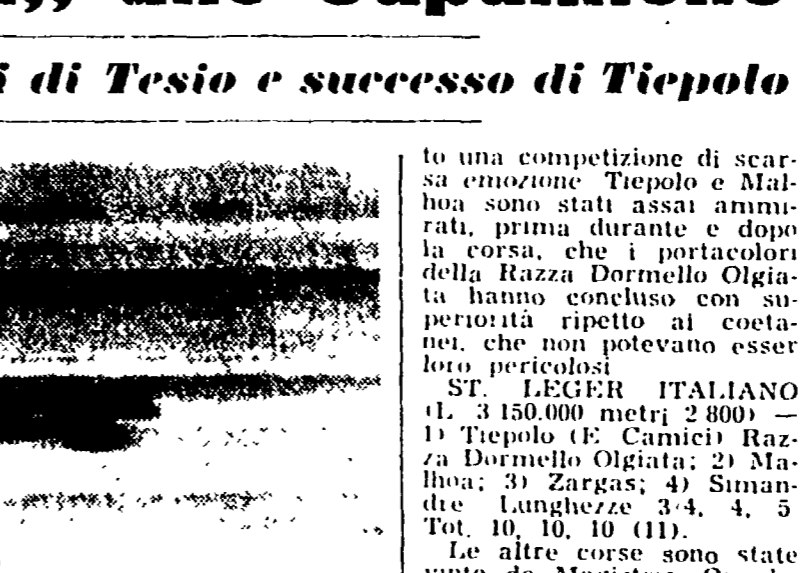 di Tesio e successo di Tiepolo
to una competizione di scar-
sa emozione Tiepolo e Mal-
hoa sono stati assai ammi-
rati, prima durante e dopo
la corsa, che i portacolori
della Razza Dormello Olgia-
ta hanno concluso con su-
periorità ripetto ai coeta-
nei, che non potevano esser
loro pericolosi
ST. LEGER ITALIANO
(L. 3 150.000 metri 2 800) —
1) Tiepolo (E Camici) Raz-
za Dormello Olgiata; 2) Ma-
lhoa; 3) Zargas; 4) Siman-
dre Lunghezze 3/4, 4, 5
Tot. 10, 10, 10 (11).
Le altre corse sono state